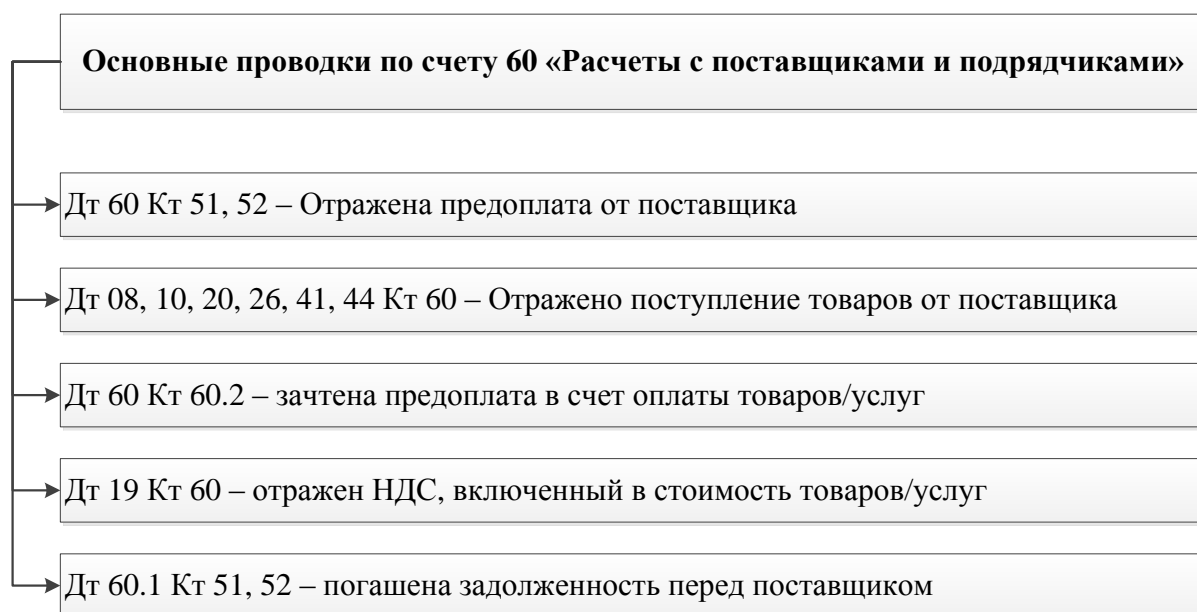 Основные проводки по счету 60 «Расчеты с поставщиками и подрядчиками»
Дт 60 Кт 51, 52 – Отражена предоплата от поставщика
Дт 08, 10, 20, 26, 41, 44 Кт 60 – Отражено поступление товаров от поставщика
Дт 60 Кт 60.2 – зачтена предоплата в счет оплаты товаров/услуг
Дт 19 Кт 60 – отражен НДС, включенный в стоимость товаров/услуг
Дт 60.1 Кт 51, 52 – погашена задолженность перед поставщиком